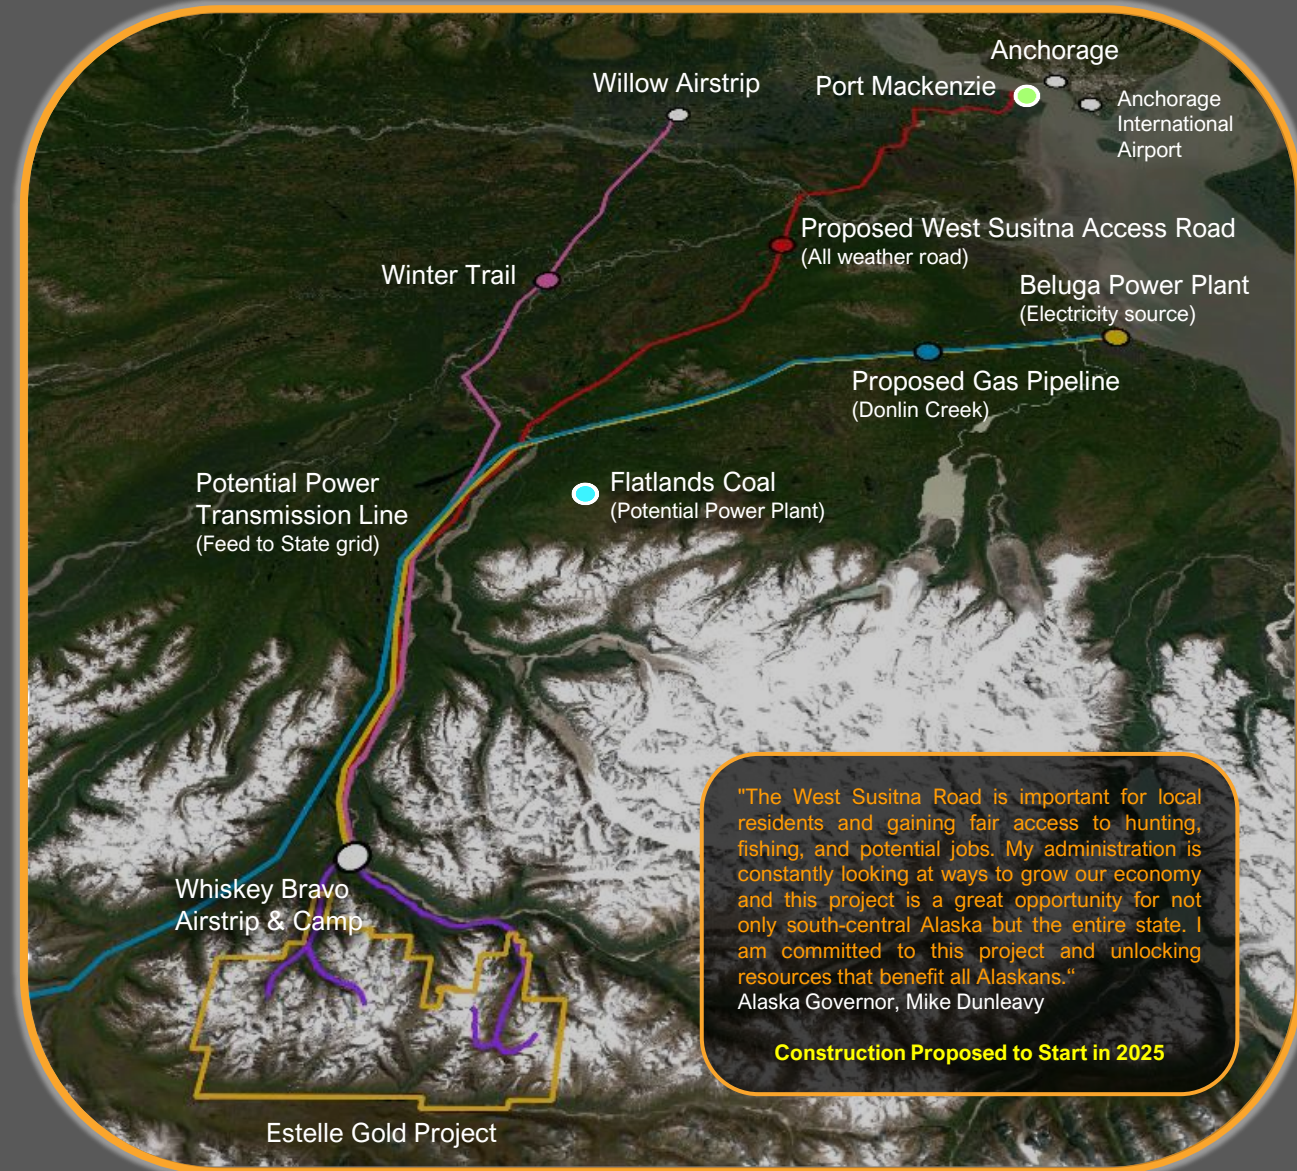 Anchorage
Willow Airstrip
Port Mackenzie
Anchorage
International
Airport
Proposed West Susitna Access Road
(All weather road)
Winter Trail
Beluga Power Plant
(Electricity source)
Proposed Gas Pipeline
(Donlin Creek)
Potential Power
Transmission Line
(Feed to State grid)
Flatlands Coal
(Potential Power Plant)
"The West Susitna Road is important for local
residents and gaining fair access to hunting,
fishing, and potential jobs. My administration is
constantly looking at ways to grow our economy
and this project is a great opportunity for not
only south-central Alaska but the entire state. I
am committed to this project and unlocking
resources that benefit all Alaskans.“
Alaska Governor, Mike Dunleavy
Construction Proposed to Start in 2025
Whiskey Bravo
Airstrip & Camp
Estelle Gold Project